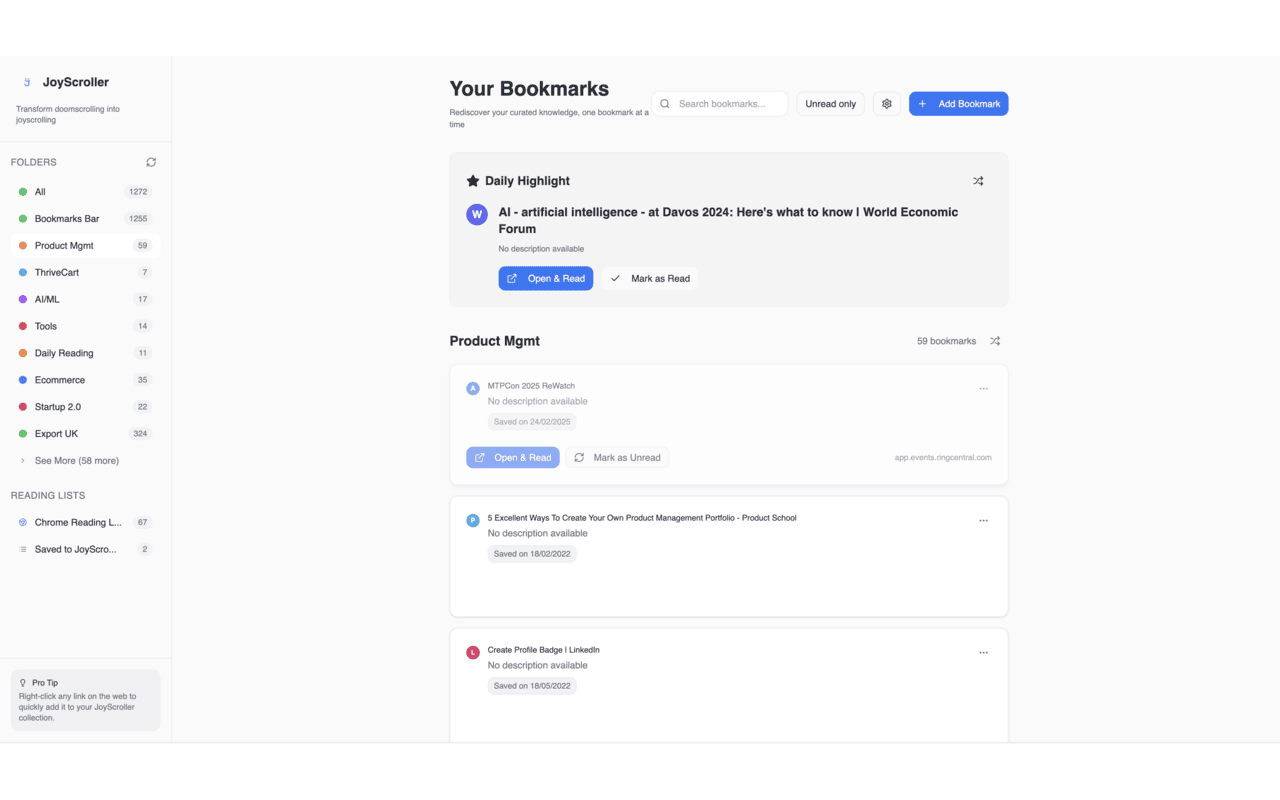 JoyScroller
Transform doomscrolling into
joyscrolling
FOLDERS
All 1272
Bookmarks Bar 1255
Product Mgmt 59
ThriveCart 7
AI/ML 17
Tools 14
Daily Reading 11
Ecommerce 35
Startup 2.0 22
Export UK 324
See More (58 more)
READING LISTS
Chrome Reading L... 67
Saved to JoyScro... 2
Pro Tip
Right-click any link on the web to
quickly add it to your JoyScroller
collection.
Your Bookmarks
Rediscover your curated knowledge, one bookmark at a
time
Search bookmarks...
Unread only
Add Bookmark
Daily Highlight
W
AI - artificial intelligence - at Davos 2024: Here's what to know | World Economic
Forum
No description available
Open & Read
Mark as Read
Product Mgmt
59 bookmarks
A
MTPCon 2025 ReWatch
No description available
Saved on 24/02/2025
Open & Read
Mark as Unread
app.events.ringcentral.com
P
5 Excellent Ways To Create Your Own Product Management Portfolio - Product School
No description available
Saved on 18/02/2022
L
Create Profile Badge | LinkedIn
No description available
Saved on 18/05/2022